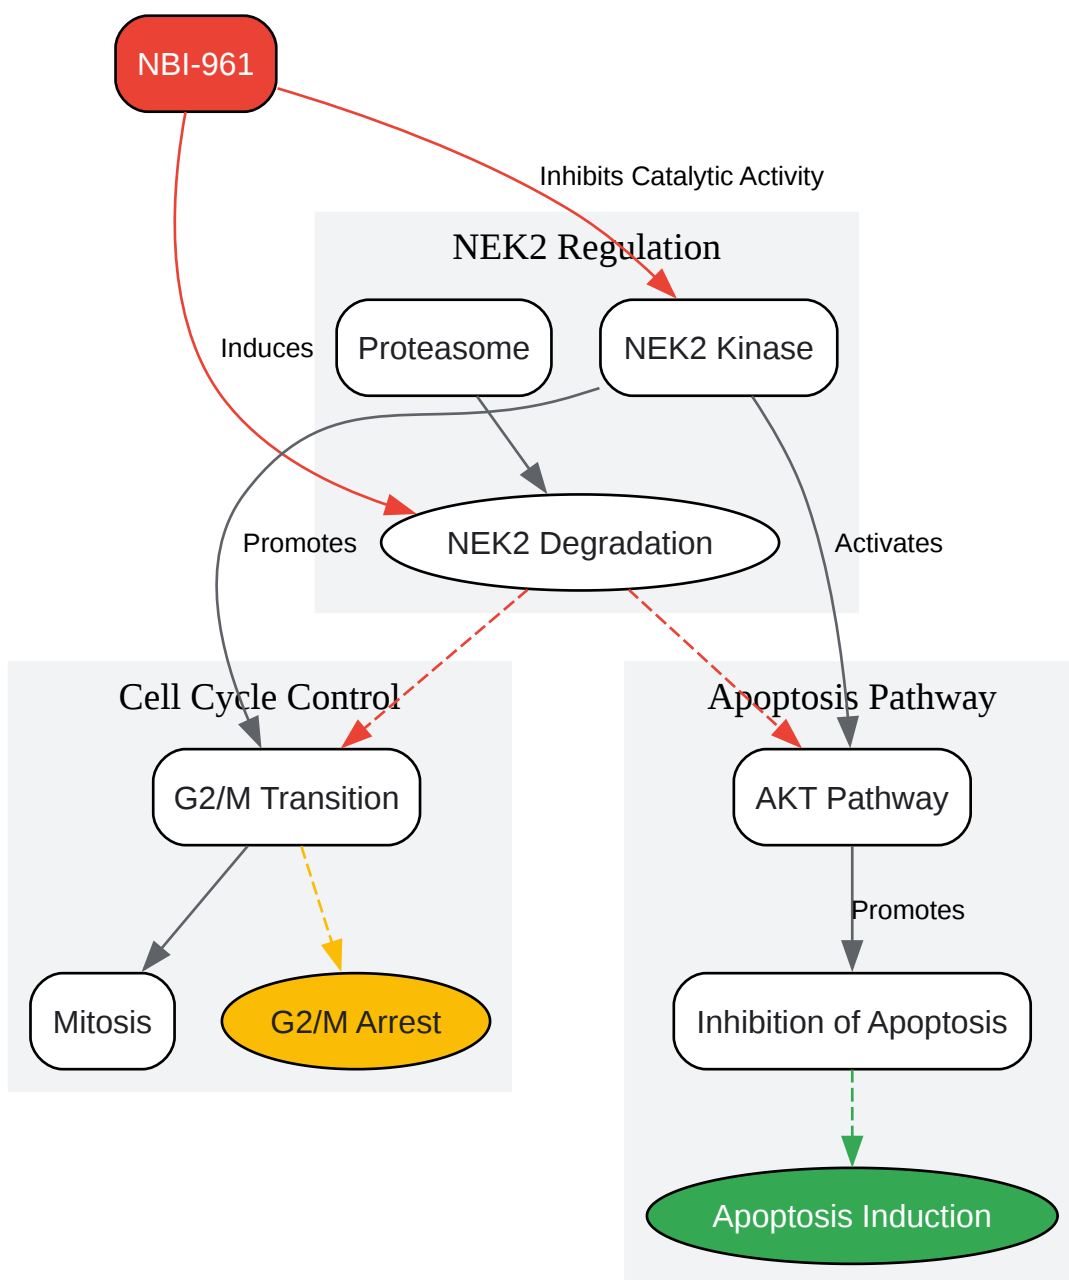 NBI-961
Inhibits Catalytic Activity
NEK2 Regulation
Induces
Proteasome
NEK2 Kinase
Promotes
NEK2 Degradation
Activates
Cell Cycle Control
Apoptosis Pathway
G2/M Transition
AKT Pathway
Promotes
Mitosis
G2/M Arrest
Inhibition of Apoptosis
Apoptosis Induction